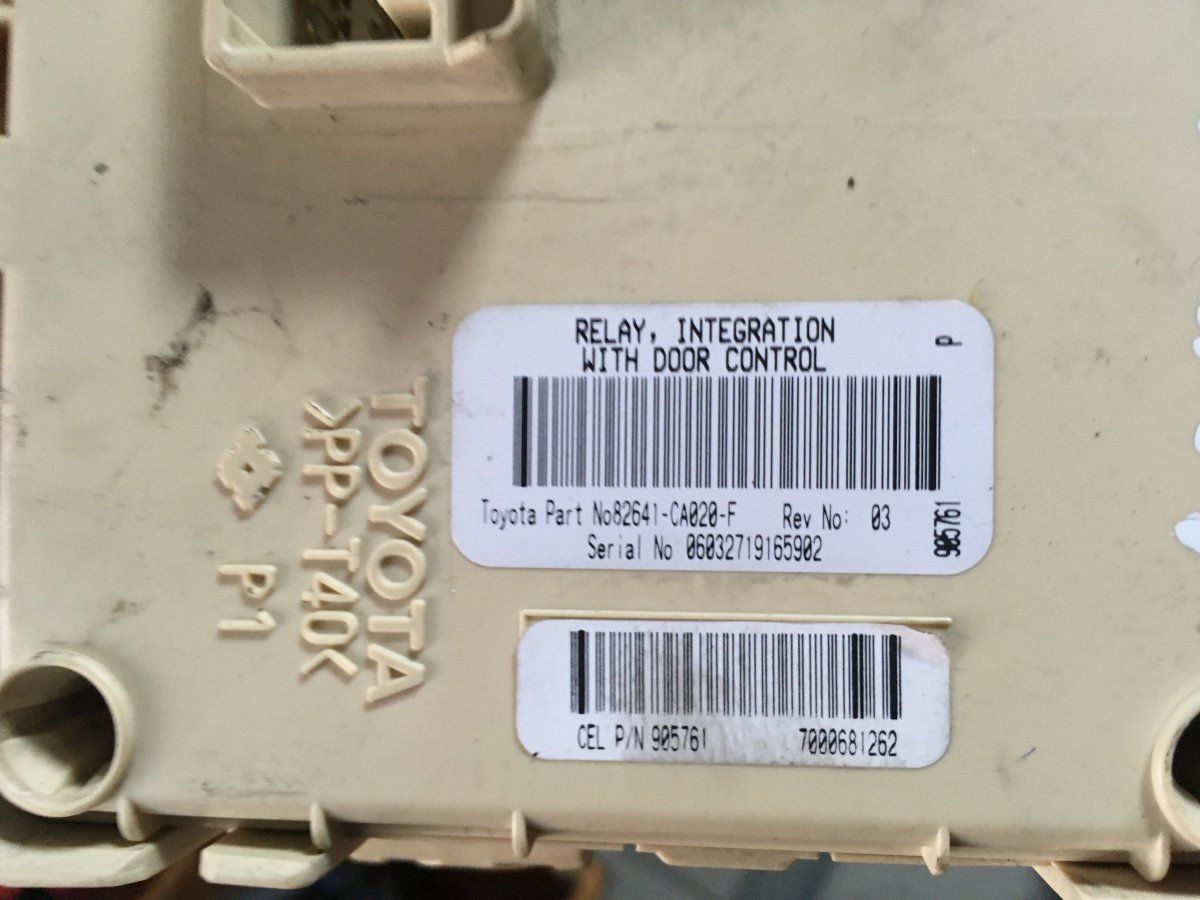 RELAY, INTEGRATION
WITH DOOR CONTROL
P
Toyota Part No82641-CA020-F Rev No: 03
Serial No 06032719165902
905761
CEL P/N 905761 7000681262
TOYOTA
>PP-T40<
P1